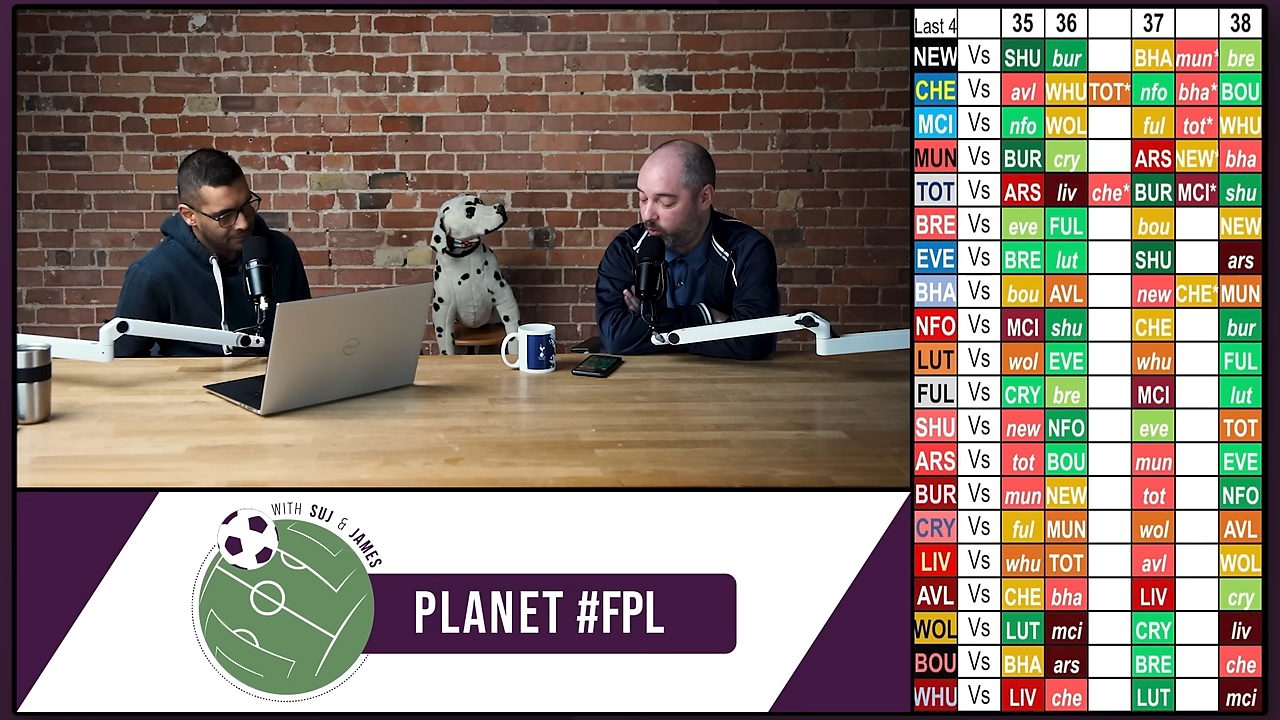 Last 4 35 36 37 38
NEW Vs SHU bur BHA mun* bre
CHE Vs avl WHU TOT* nfo bha* BOU
MCI Vs nfo WOL ful tot* WHU
MUN Vs BUR cry ARS NEW* bha
TOT Vs ARS liv che* BUR MCI* shu
BRE Vs eve FUL bou NEW
EVE Vs BRE lut SHU ars
BHA Vs bou AVL new CHE* MUN
NFO Vs MCI shu CHE bur
LUT Vs wol EVE whu FUL
FUL Vs CRY bre MCI lut
SHU Vs new NFO eve TOT
ARS Vs tot BOU mun EVE
BUR Vs mun NEW tot NFO
CRY Vs ful MUN wol AVL
LIV Vs whu TOT avl WOL
AVL Vs CHE bha LIV cry
WOL Vs LUT mci CRY liv
BOU Vs BHA ars BRE che
WHU Vs LIV che LUT mci
WITH SUJ & JAMES
PLANET #FPL